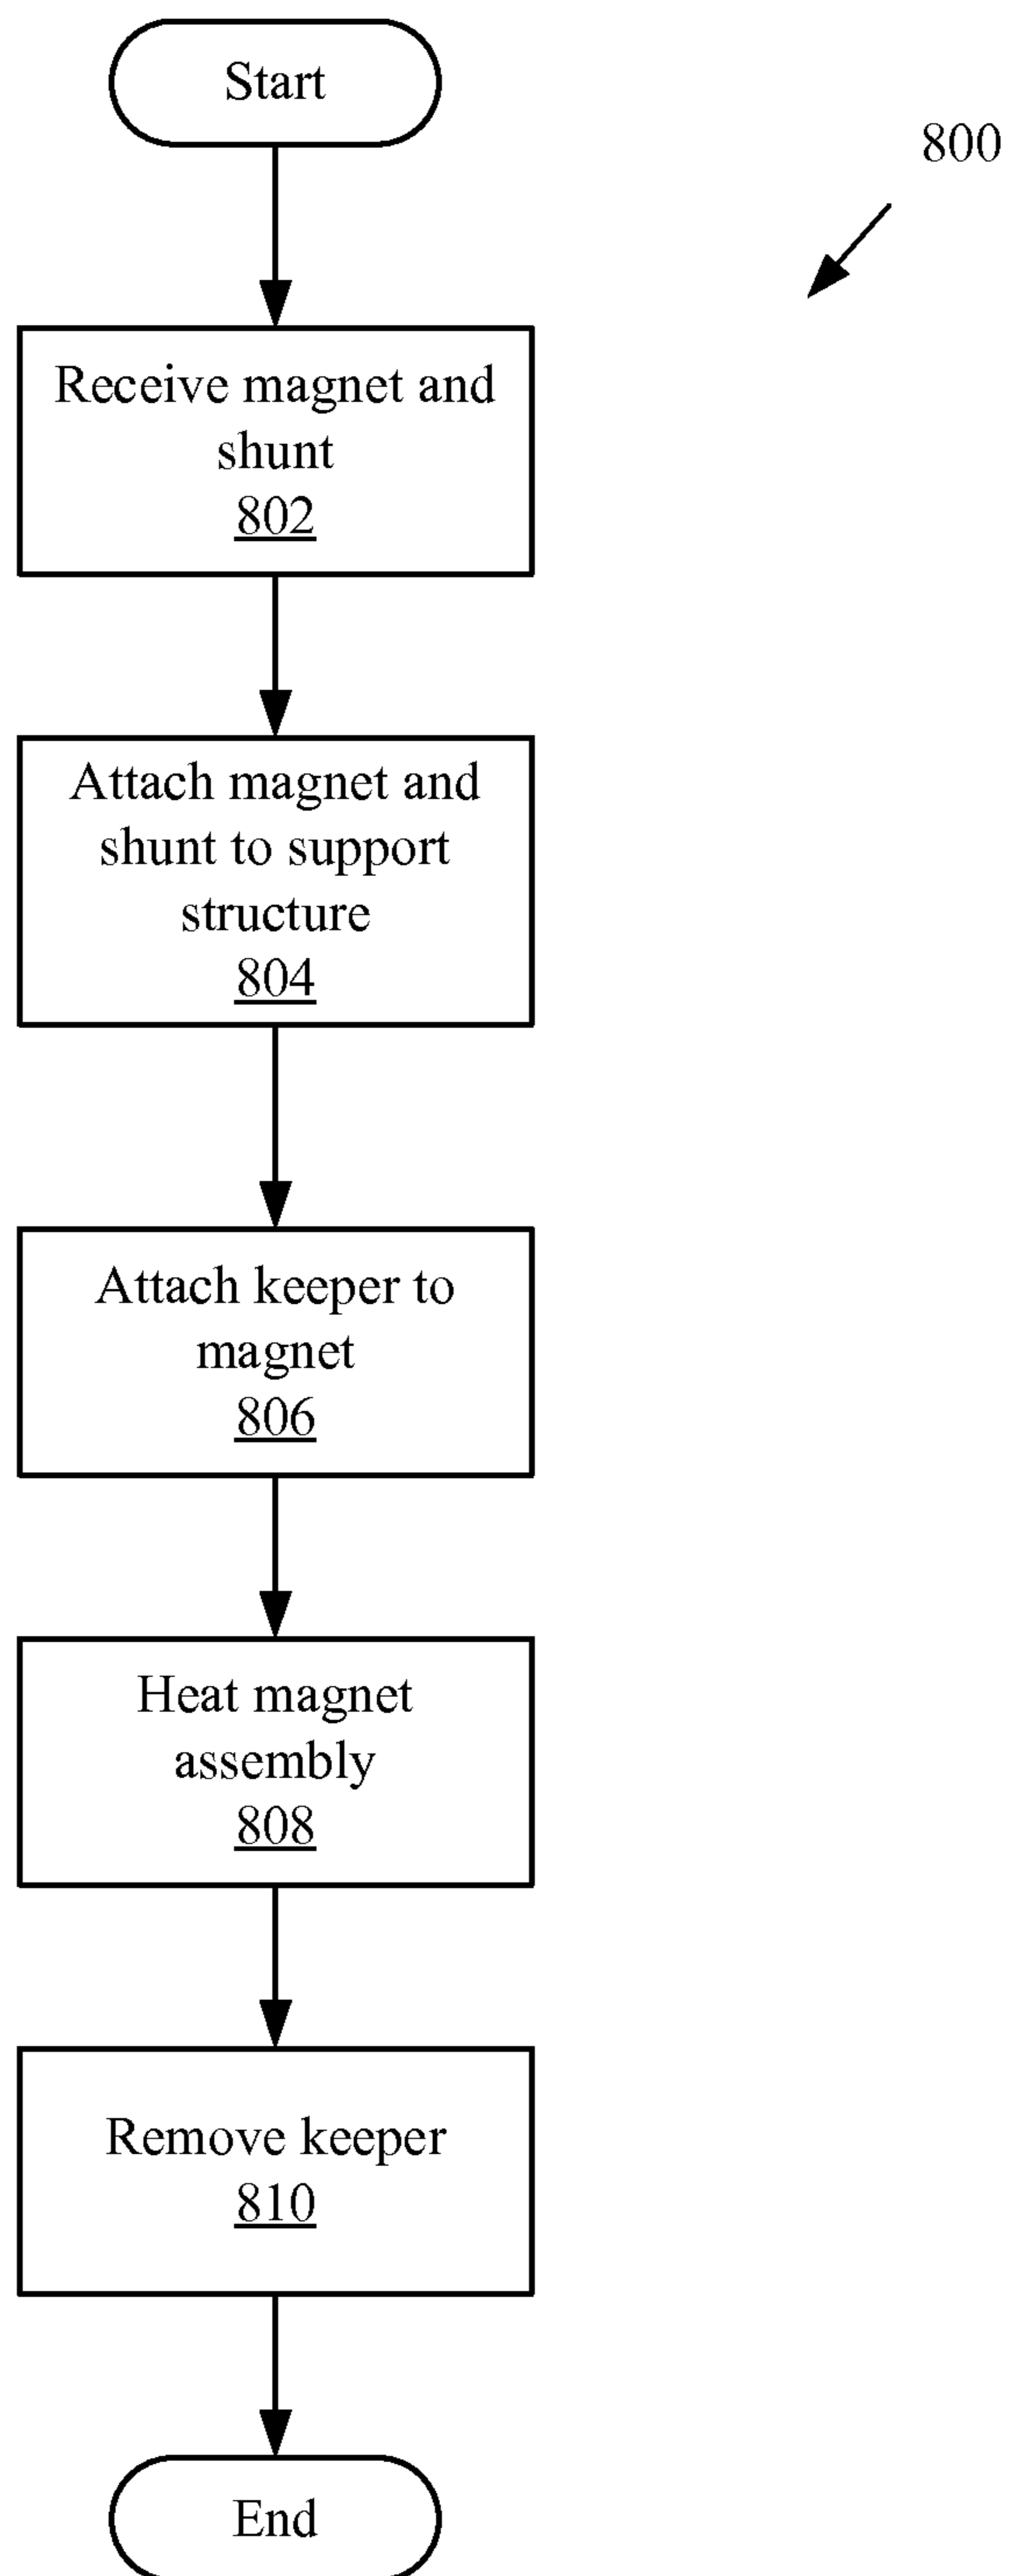 Start
800
Receive magnet and
shunt
802
Attach magnet and
shunt to support
structure
804
Attach keeper to
magnet
806
Heat magnet
assembly
808
Remove keeper
810
End